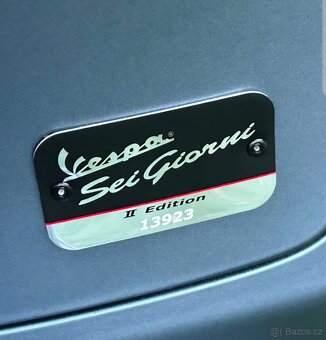 Vespa®
Sei Giorni
II Edition
13923
© Bazos.cz